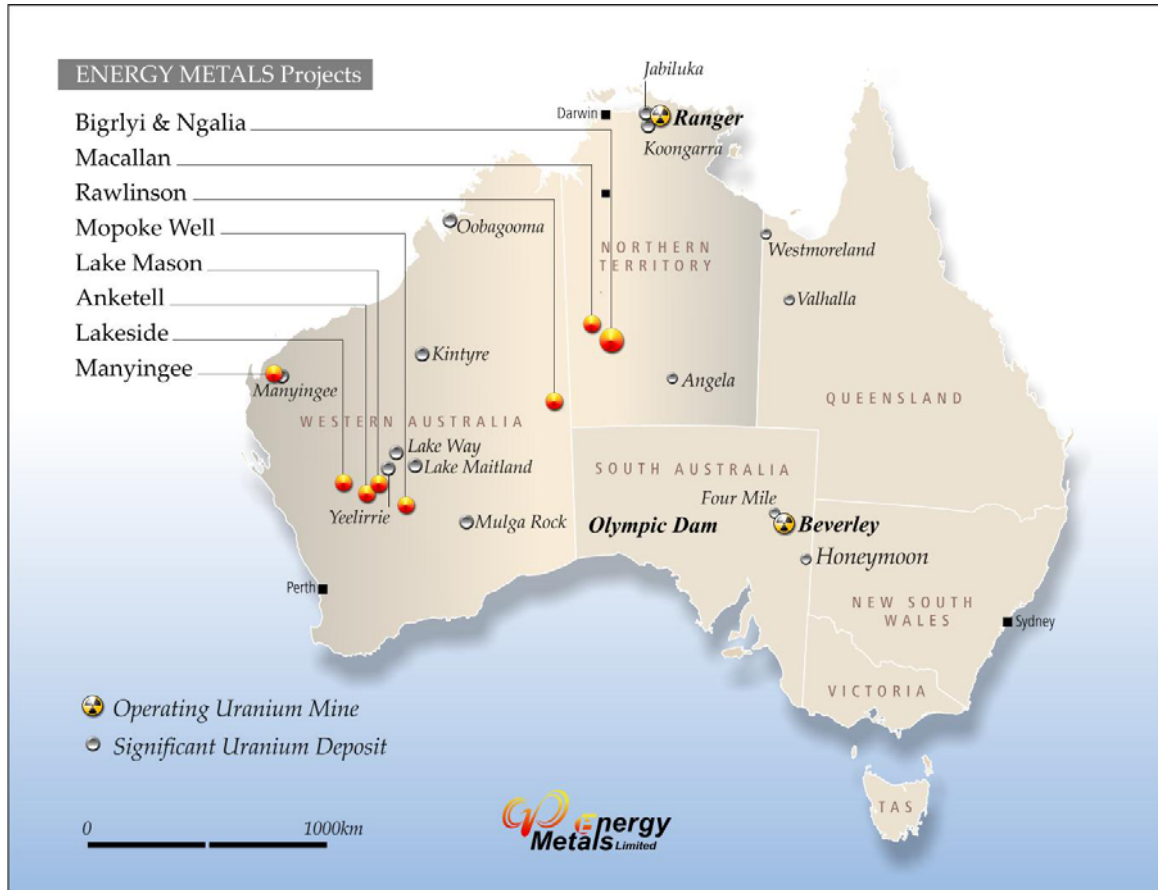 ENERGY METALS Projects
Bigrlyi & Ngalia
Macallan
Rawlinson
Mopoke Well
Lake Mason
Anketell
Lakeside
Manyingee
Jabiluka
Darwin
Ranger
Koongarra
Oobagooma
NORTHERN
TERRITORY
Westmoreland
Valhalla
Kintyre
Manyingee
Angela
QUEENSLAND
WESTERN AUSTRALIA
Lake Way
Lake Maitland
SOUTH AUSTRALIA
Four Mile
Yeelirrie
Mulga Rock
Olympic Dam
Beverley
Honeymoon
Perth
NEW SOUTH
WALES
Sydney
VICTORIA
Operating Uranium Mine
Significant Uranium Deposit
TAS
0
1000km
Energy
Metals Limited